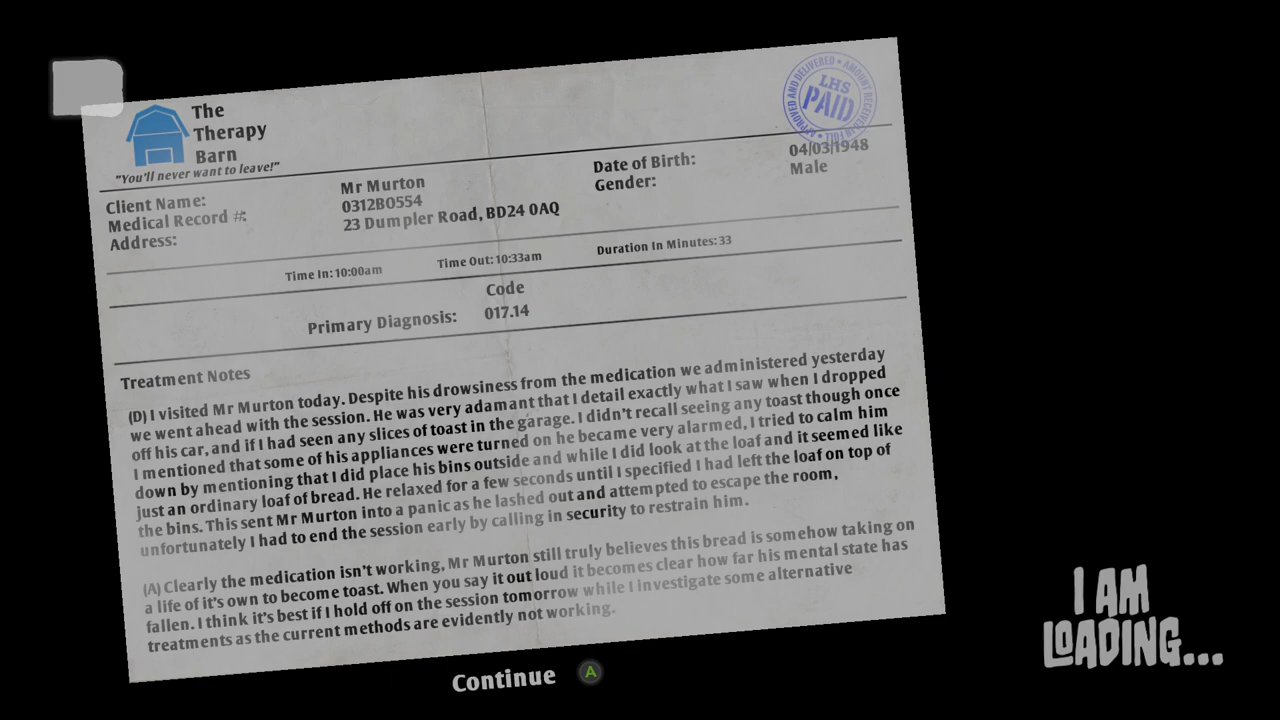 The
Therapy
Barn
"You'll never want to leave!"
APPROVED AND DELIVERED • AMOUNT RECEIVED IN FULL •
LHS
PAID
Client Name: Mr Murton Date of Birth: 04/03/1948
Medical Record #: 0312B0554 Gender: Male
Address: 23 Dumpler Road, BD24 0AQ
Time In: 10:00am Time Out: 10:33am Duration In Minutes: 33
Code
Primary Diagnosis: 017.14
Treatment Notes
(D) I visited Mr Murton today. Despite his drowsiness from the medication we administered yesterday
we went ahead with the session. He was very adamant that I detail exactly what I saw when I dropped
off his car, and if I had seen any slices of toast in the garage. I didn't recall seeing any toast though once
I mentioned that some of his appliances were turned on he became very alarmed, I tried to calm him
down by mentioning that I did place his bins outside and while I did look at the loaf and it seemed like
just an ordinary loaf of bread. He relaxed for a few seconds until I specified I had left the loaf on top of
the bins. This sent Mr Murton into a panic as he lashed out and attempted to escape the room,
unfortunately I had to end the session early by calling in security to restrain him.
(A) Clearly the medication isn't working, Mr Murton still truly believes this bread is somehow taking on
a life of it's own to become toast. When you say it out loud it becomes clear how far his mental state has
fallen. I think it's best if I hold off on the session tomorrow while I investigate some alternative
treatments as the current methods are evidently not working.
Continue A
I AM
LOADING...